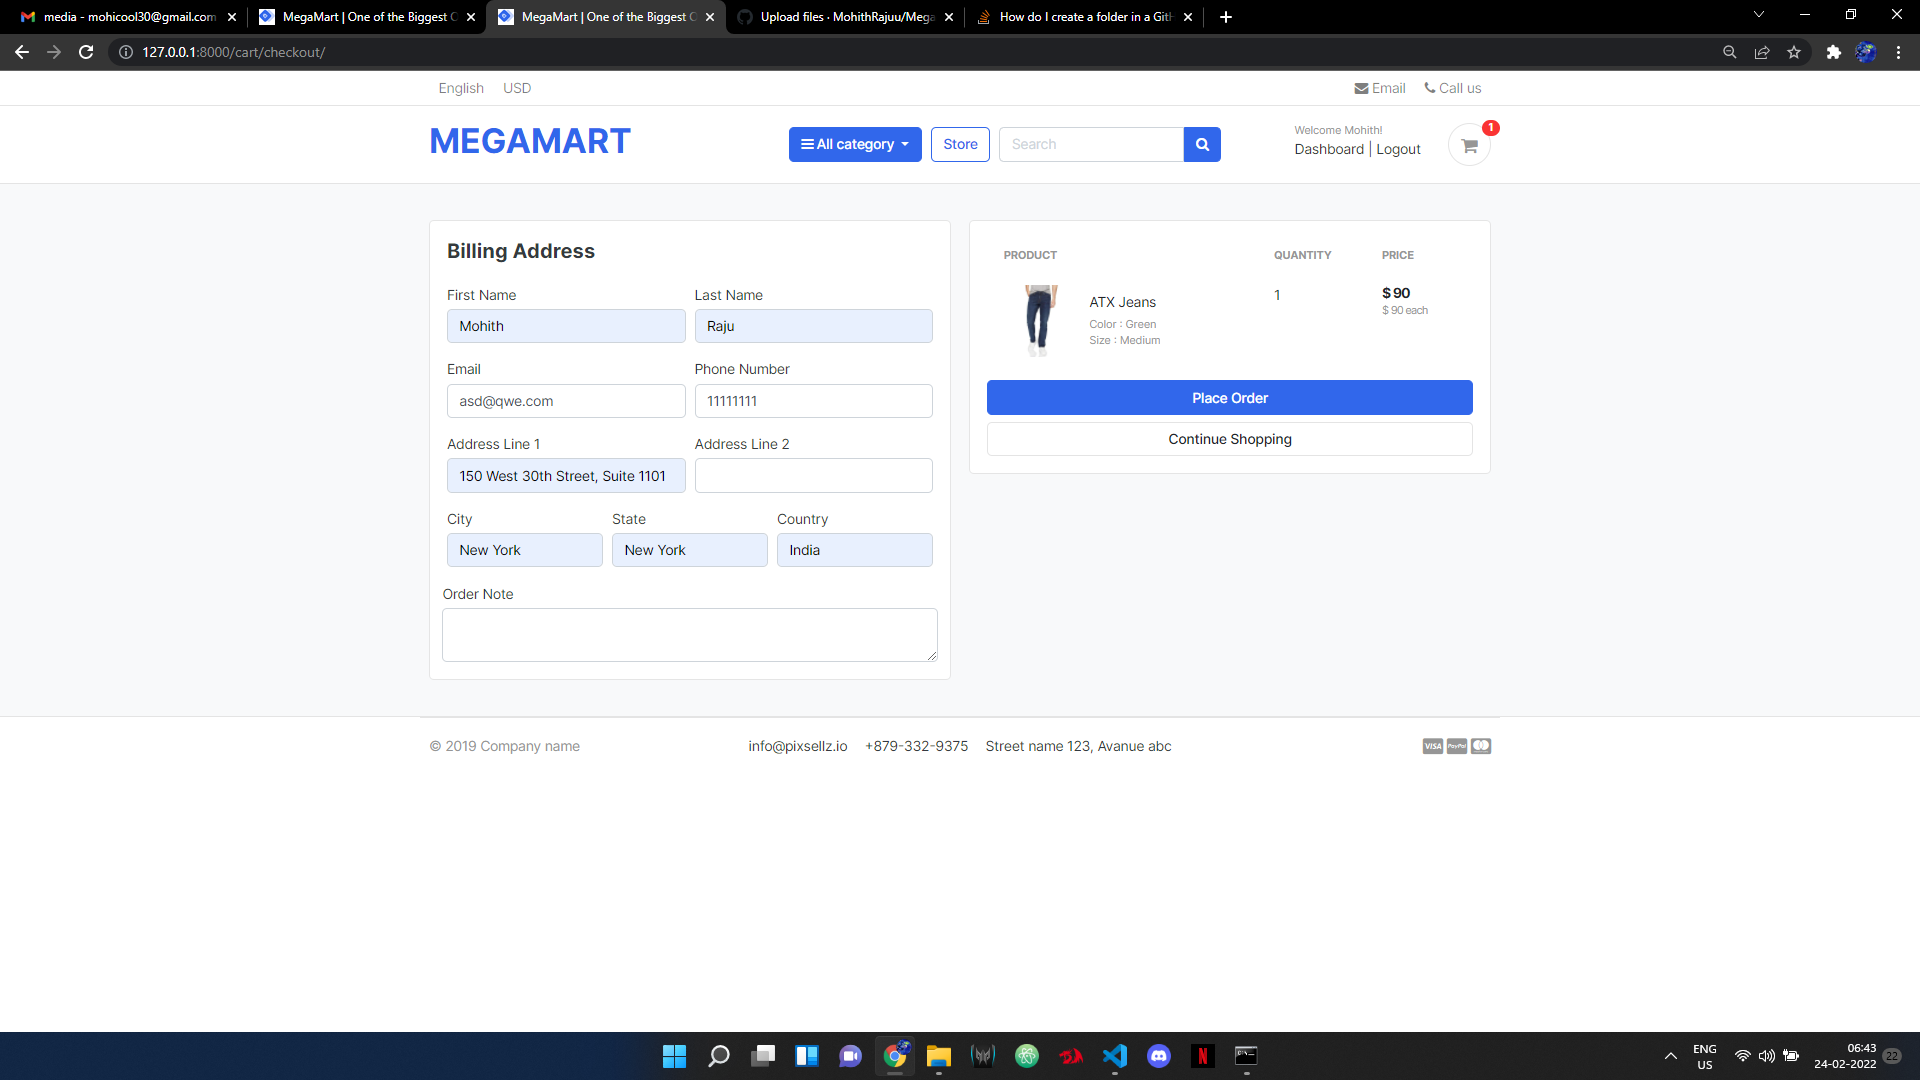 media - mohicool30@gmail.com
MegaMart | One of the Biggest
MegaMart | One of the Biggest
Upload files · MohithRajuu/Mega
How do I create a folder in a Git
127.0.0.1:8000/cart/checkout/
English USD
Email Call us
MEGAMART
All category
Store
Search
Welcome Mohith!
Dashboard | Logout
1
Billing Address
First Name Last Name
Mohith Raju
Email Phone Number
asd@qwe.com 11111111
Address Line 1 Address Line 2
150 West 30th Street, Suite 1101
City State Country
New York New York India
Order Note
PRODUCT QUANTITY PRICE
ATX Jeans 1 $ 90
$ 90 each
Color : Green
Size : Medium
Place Order
Continue Shopping
© 2019 Company name
info@pixsellz.io +879-332-9375 Street name 123, Avanue abc
VISA PayPal
ENG
US
06:43
24-02-2022
22